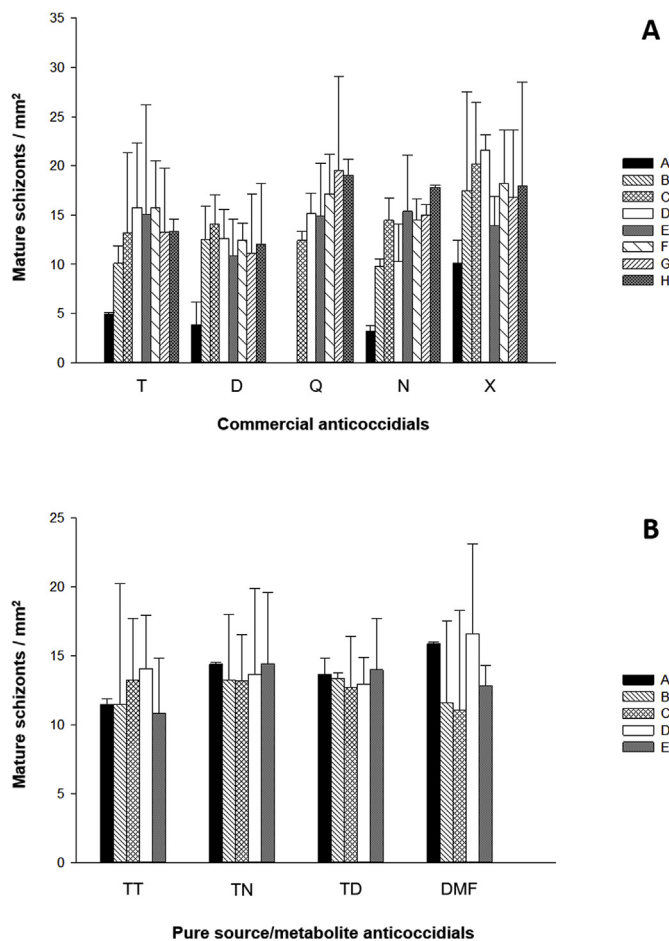 A
35
30
25
20
15
10
5
0
Mature schizonts / mm²
T D Q N X
Commercial anticoccidials
A
B
C
D
E
F
G
H
B
25
20
15
10
5
0
Mature schizonts / mm²
TT TN TD DMF
Pure source/metabolite anticoccidials
A
B
C
D
E